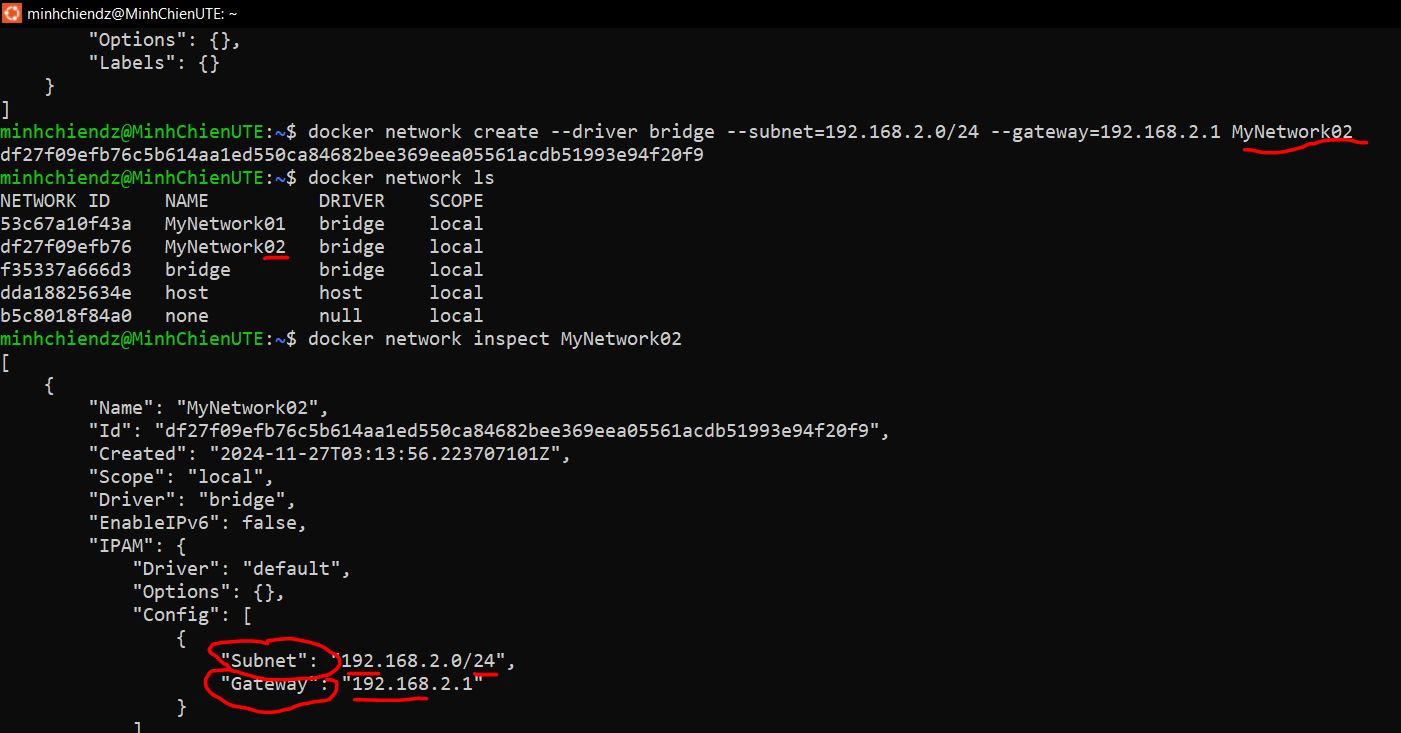 minhchiendz@MinhChienUTE: ~
"Options": {},
"Labels": {}
}
]
minhchiendz@MinhChienUTE:~$ docker network create --driver bridge --subnet=192.168.2.0/24 --gateway=192.168.2.1 MyNetwork02
df27f09efb76c5b614aa1ed550ca84682bee369eea05561acdb51993e94f20f9
minhchiendz@MinhChienUTE:~$ docker network ls
NETWORK ID     NAME          DRIVER    SCOPE
53c67a10f43a   MyNetwork01   bridge    local
df27f09efb76   MyNetwork02   bridge    local
f35337a666d3   bridge        bridge    local
dda18825634e   host          host      local
b5c8018f84a0   none          null      local
minhchiendz@MinhChienUTE:~$ docker network inspect MyNetwork02
[
{
"Name": "MyNetwork02",
"Id": "df27f09efb76c5b614aa1ed550ca84682bee369eea05561acdb51993e94f20f9",
"Created": "2024-11-27T03:13:56.223707101Z",
"Scope": "local",
"Driver": "bridge",
"EnableIPv6": false,
"IPAM": {
"Driver": "default",
"Options": {},
"Config": [
{
"Subnet": "192.168.2.0/24",
"Gateway": "192.168.2.1"
}
]